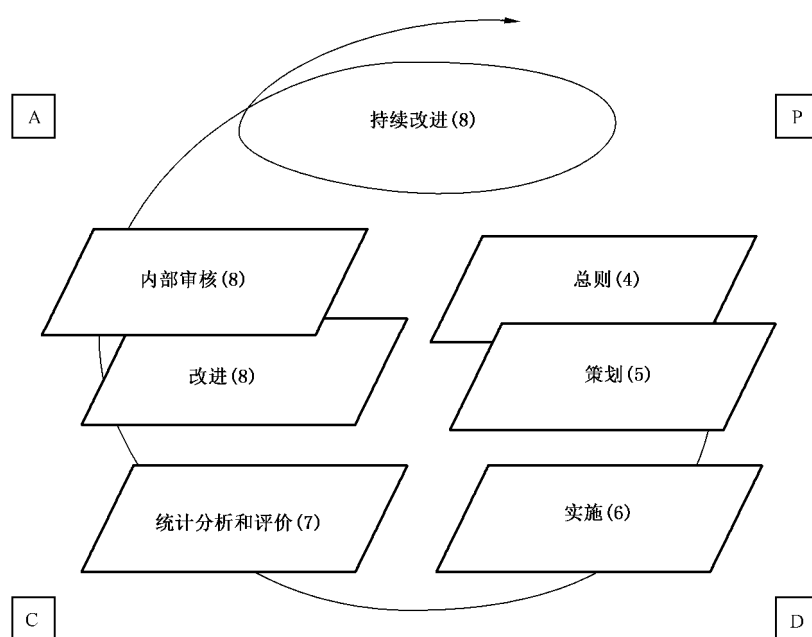 A
持续改进(8)
P
内部审核(8)
总则(4)
改进(8)
策划(5)
统计分析和评价(7)
实施(6)
C
D